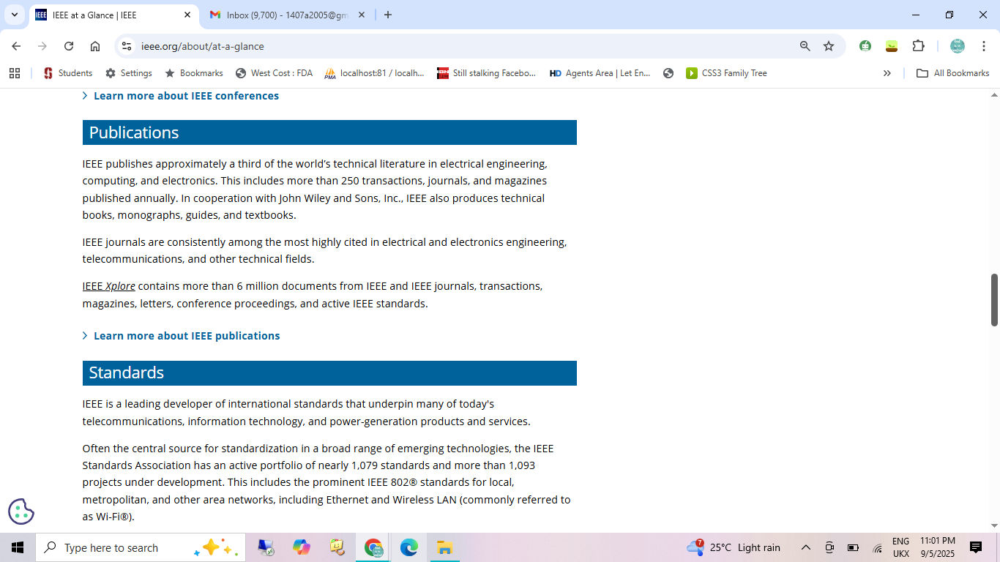 IEEE at a Glance | IEEE
Inbox (9,700) - 1407a2005@gm
ieee.org/about/at-a-glance
Students
Settings
Bookmarks
West Cost : FDA
localhost:81 / localh...
Still stalking Facebo...
HD Agents Area | Let En...
CSS3 Family Tree
All Bookmarks
Learn more about IEEE conferences
Publications
IEEE publishes approximately a third of the world's technical literature in electrical engineering,
computing, and electronics. This includes more than 250 transactions, journals, and magazines
published annually. In cooperation with John Wiley and Sons, Inc., IEEE also produces technical
books, monographs, guides, and textbooks.
IEEE journals are consistently among the most highly cited in electrical and electronics engineering,
telecommunications, and other technical fields.
IEEE Xplore contains more than 6 million documents from IEEE and IEEE journals, transactions,
magazines, letters, conference proceedings, and active IEEE standards.
Learn more about IEEE publications
Standards
IEEE is a leading developer of international standards that underpin many of today's
telecommunications, information technology, and power-generation products and services.
Often the central source for standardization in a broad range of emerging technologies, the IEEE
Standards Association has an active portfolio of nearly 1,079 standards and more than 1,093
projects under development. This includes the prominent IEEE 802® standards for local,
metropolitan, and other area networks, including Ethernet and Wireless LAN (commonly referred to
as Wi-Fi®).
Type here to search
7
25°C Light rain
ENG
UKX
11:01 PM
9/5/2025